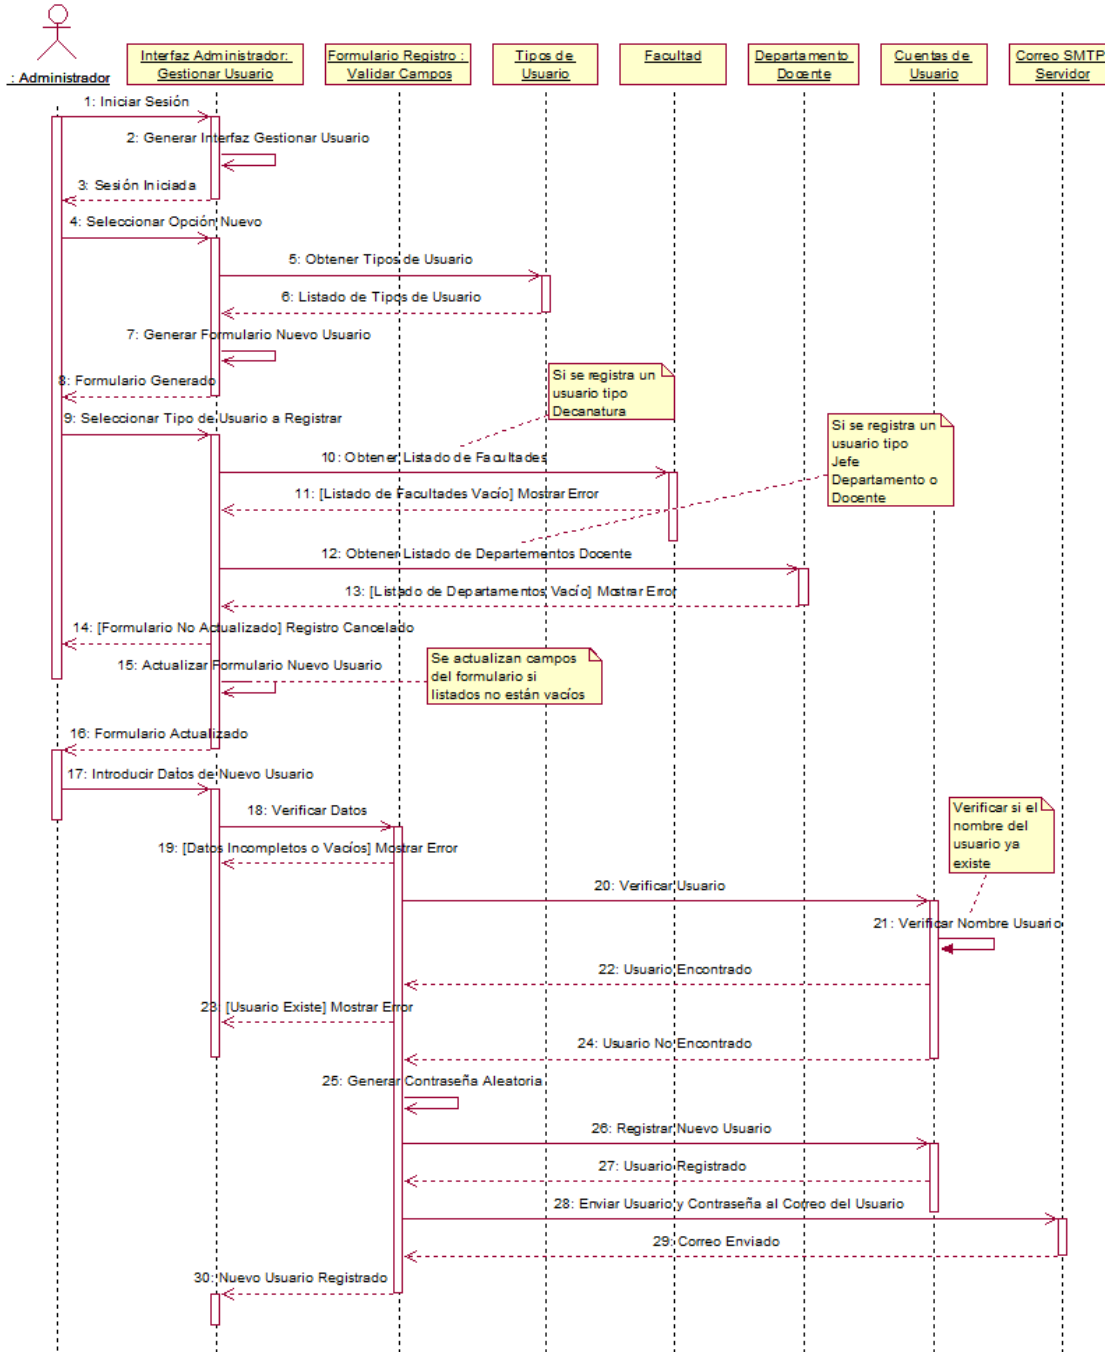 : Administrador
Interfaz Administrador:
Gestionar Usuario
Formulario Registro :
Validar Campos
Tipos de
Usuario
Facultad
Departamento
Docente
Cuentas de
Usuario
Correo SMTP
Servidor
1: Iniciar Sesión
2: Generar Interfaz Gestionar Usuario
3: Sesión Iniciada
4: Seleccionar Opción Nuevo
5: Obtener Tipos de Usuario
6: Listado de Tipos de Usuario
7: Generar Formulario Nuevo Usuario
8: Formulario Generado
Si se registra un
usuario tipo
Decanatura
9: Seleccionar Tipo de Usuario a Registrar
Si se registra un
usuario tipo
Jefe
Departamento o
Docente
10: Obtener Listado de Facultades
11: [Listado de Facultades Vacío] Mostrar Error
12: Obtener Listado de Departementos Docente
13: [Listado de Departamentos Vacío] Mostrar Error
14: [Formulario No Actualizado] Registro Cancelado
15: Actualizar Formulario Nuevo Usuario
Se actualizan campos
del formulario si
listados no están vacíos
16: Formulario Actualizado
17: Introducir Datos de Nuevo Usuario
18: Verificar Datos
Verificar si el
nombre del
usuario ya
existe
19: [Datos Incompletos o Vacíos] Mostrar Error
20: Verificar Usuario
21: Verificar Nombre Usuario
22: Usuario Encontrado
23: [Usuario Existe] Mostrar Error
24: Usuario No Encontrado
25: Generar Contraseña Aleatoria
26: Registrar Nuevo Usuario
27: Usuario Registrado
28: Enviar Usuario y Contraseña al Correo del Usuario
29: Correo Enviado
30: Nuevo Usuario Registrado